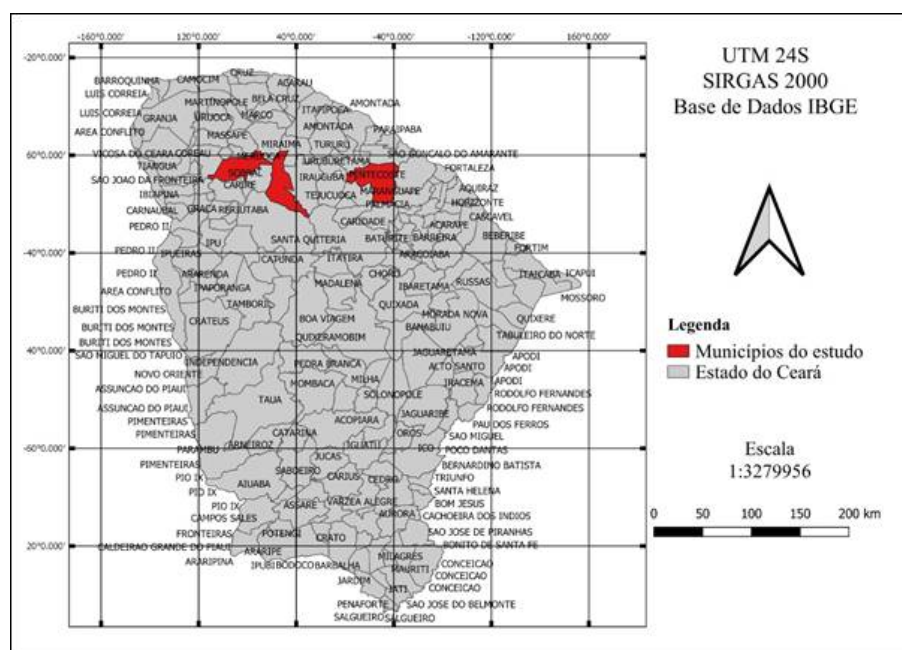 -160°0.000'
120°0.000'
40°0.000'
-40°0.000'
-120°0.000'
160°0.000'
-20°0.000'
60°0.000'
-40°0.000'
40°0.000'
-60°0.000'
20°0.000'
CRUZ
BARROQUINHA
CAMOCIM
ACARAU
LUIS CORREIA
MARTINOPOLE
BELA CRUZ
ITAPIPOCA
AMONTADA
LUIS CORREIA
GRANJA
URUOCA
MARCO
AMONTADA
PARAIPABA
AREA CONFLITO
MASSAPE
MIRAIMA
TURURU
VICOSA DO CEARA
COREAU
MERUOCA
URUBURETAMA
SAO GONCALO DO AMARANTE
TIANGUA
SOBRAL
IRAUCUBA
PENTECOSTE
FORTALEZA
SAO JOAO DA FRONTEIRA
CARIRE
MARANGUAPE
AQUIRAZ
IBIAPINA
TEJUCUOCA
PALMACIA
HORIZONTE
CARNAUBAL
GRACA
RERIUTABA
CARIDADE
ACARAPE
CASCAVEL
PEDRO II
IPU
SANTA QUITERIA
BATURITE
BARREIRA
BEBERIBE
PEDRO II
IPUEIRAS
CATUNDA
ITATIRA
ARACOIABA
FORTIM
PEDRO II
ARARENDA
MADALENA
CHORO
IBARETAMA
RUSSAS
ITAICABA
ICAPUI
AREA CONFLITO
IPAPORANGA
MOSSORO
BURITI DOS MONTES
TAMBORIL
QUIXADA
MORADA NOVA
QUIXERE
BURITI DOS MONTES
CRATEUS
BOA VIAGEM
BANABUIU
TABULEIRO DO NORTE
BURITI DOS MONTES
QUIXERAMOBIM
SAO MIGUEL DO TAPUIO
INDEPENDENCIA
PEDRA BRANCA
JAGUARETAMA
APODI
NOVO ORIENTE
ALTO SANTO
APODI
ASSUNCAO DO PIAUI
MOMBACA
MILHA
IRACEMA
APODI
TAUA
SOLONOPOLE
RODOLFO FERNANDES
ASSUNCAO DO PIAUI
JAGUARIBE
RODOLFO FERNANDES
PIMENTEIRAS
ACOPIARA
PAU DOS FERROS
PIMENTEIRAS
ARNEIROZ
CATARINA
IGUATU
OROS
SAO MIGUEL
PARAMBU
ICO
POCO DANTAS
PIMENTEIRAS
SABOEIRO
JUCAS
BERNARDINO BATISTA
PIO IX
AIUABA
CARIUS
CEDRO
TRIUNFO
PIO IX
SANTA HELENA
PIO IX
ASSARE
VARZEA ALEGRE
BOM JESUS
CAMPOS SALES
AURORA
CACHOEIRA DOS INDIOS
FRONTEIRAS
POTENGI
CRATO
SAO JOSE DE PIRANHAS
CALDEIRAO GRANDE DO PIAUI
ARARIPE
MILAGRES
BONITO DE SANTA FE
ARARIPINA
IPUBI
BODOCO
BARBALHA
MAURITI
CONCEICAO
JARDIM
CONCEICAO
JATI
CONCEICAO
PENAFORTE
SAO JOSE DO BELMONTE
SALGUEIRO
SALGUEIRO
UTM 24S
SIRGAS 2000
Base de Dados IBGE
Legenda
Municípios do estudo
Estado do Ceará
Escala
1:3279956
0 50 100 150 200 km